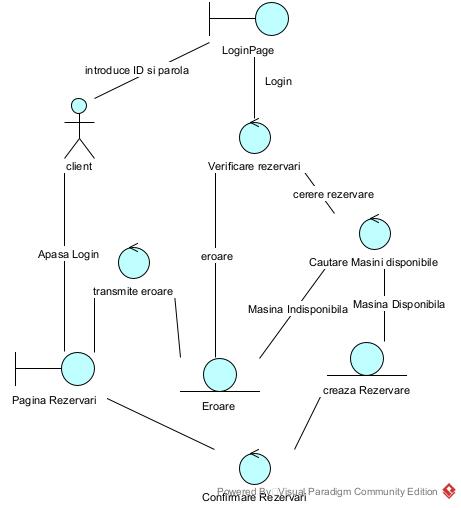 LoginPage
introduce ID si parola
Login
client
Verificare rezervari
cerere rezervare
Apasa Login
eroare
Cautare Masini disponibile
transmite eroare
Masina Indisponibila
Masina Disponibila
Pagina Rezervari
Eroare
creaza Rezervare
Powered By: Visual Paradigm Community Edition
Confirmare Rezervari